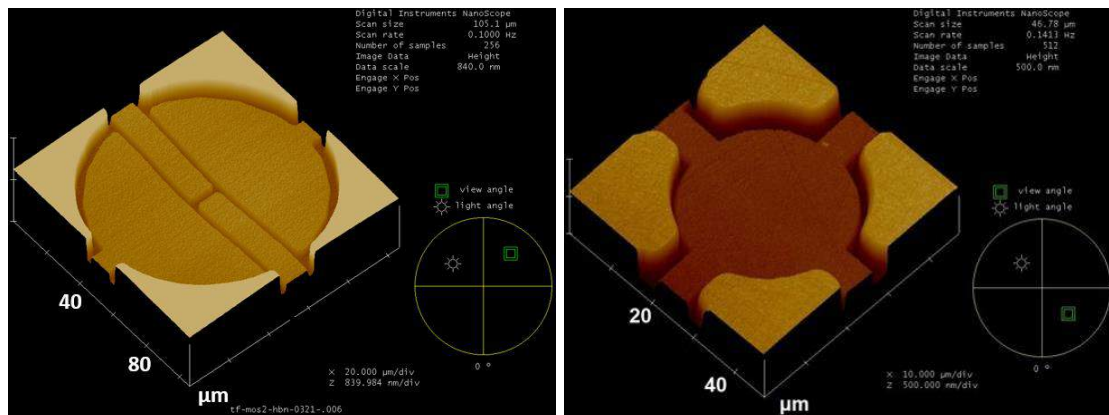 Digital Instruments NanoScope
Scan size 105.1 µm
Scan rate 0.1000 Hz
Number of samples 256
Image Data Height
Data scale 840.0 nm
Engage X Pos
Engage Y Pos
view angle
light angle
40
80
µm
0 °
X 20.000 µm/div
Z 839.984 nm/div
tf-mos2-hbn-0321-.006
Digital Instruments NanoScope
Scan size 46.78 µm
Scan rate 0.1413 Hz
Number of samples 512
Image Data Height
Data scale 500.0 nm
Engage X Pos
Engage Y Pos
view angle
light angle
20
40
µm
0 °
X 10.000 µm/div
Z 500.000 nm/div